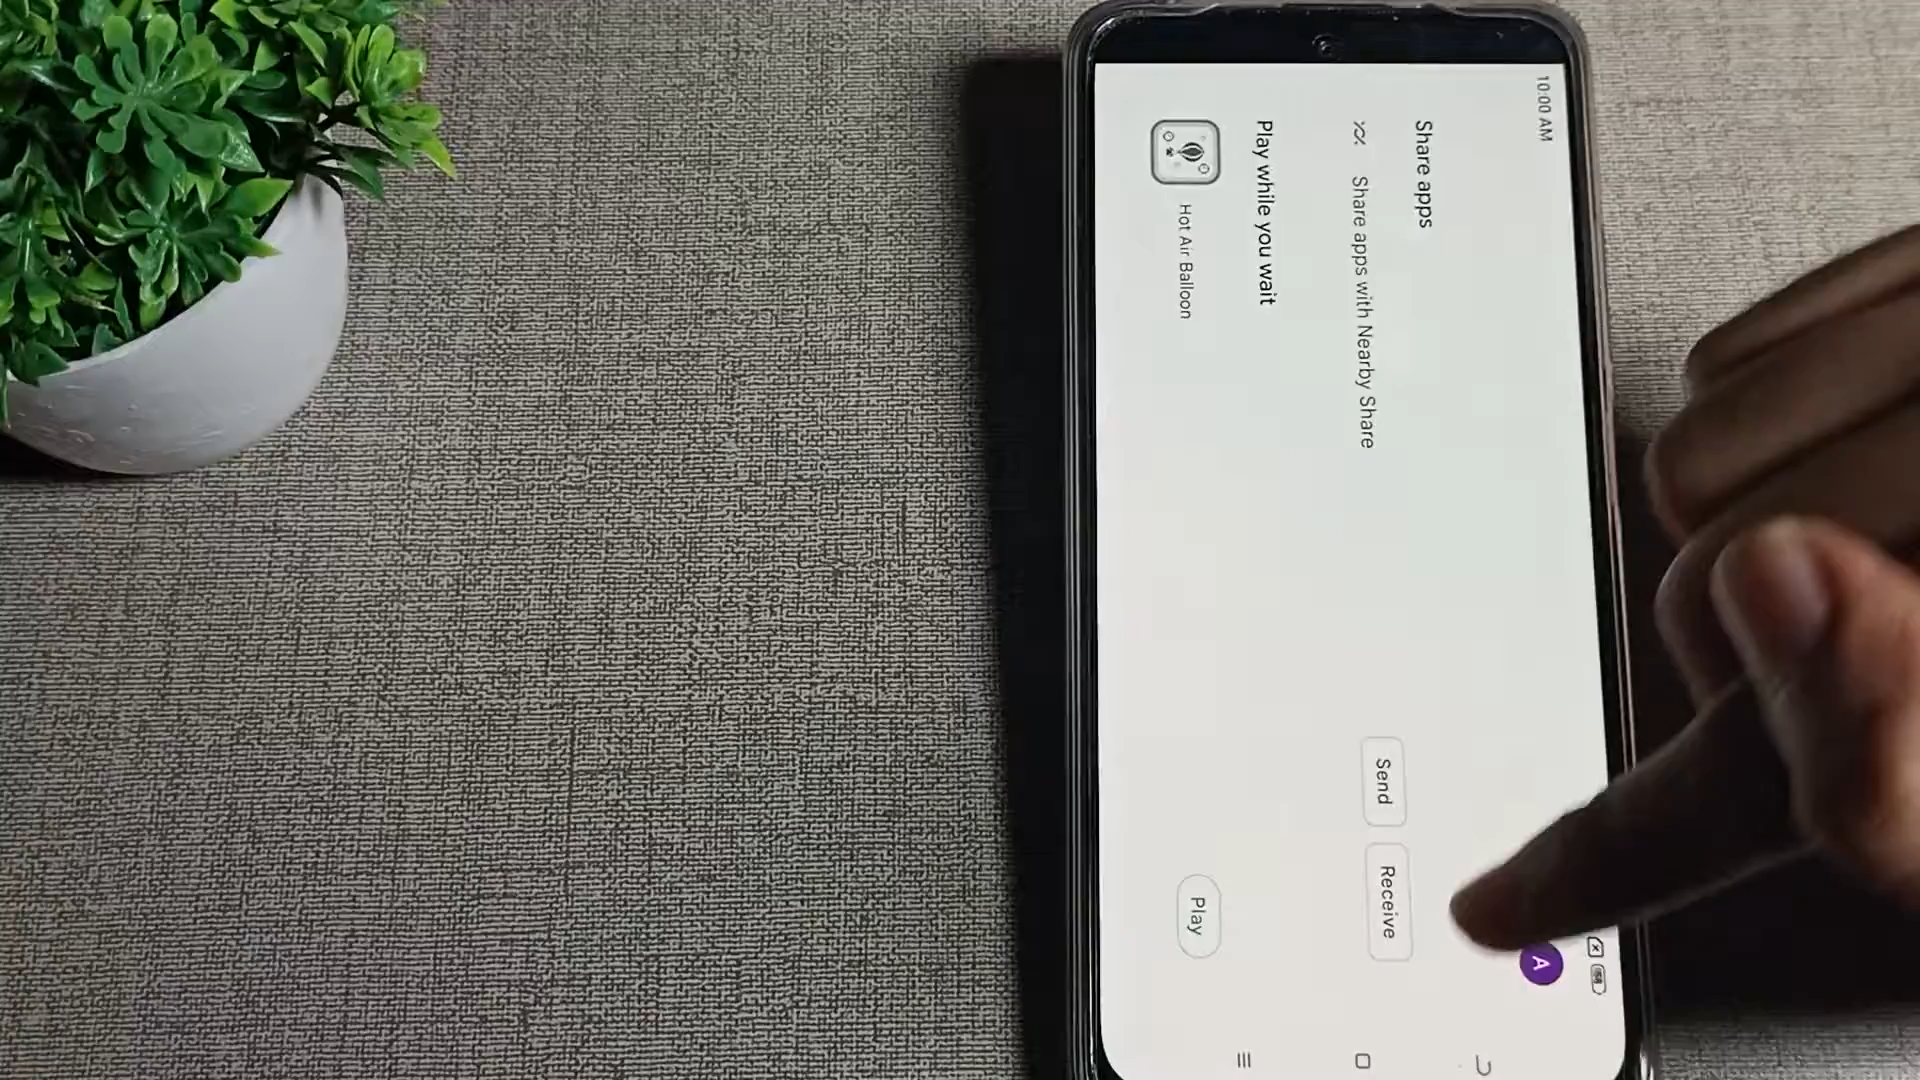 10:00 AM
A
Share apps
Share apps with Nearby Share
Send
Receive
Play while you wait
Hot Air Balloon
Play